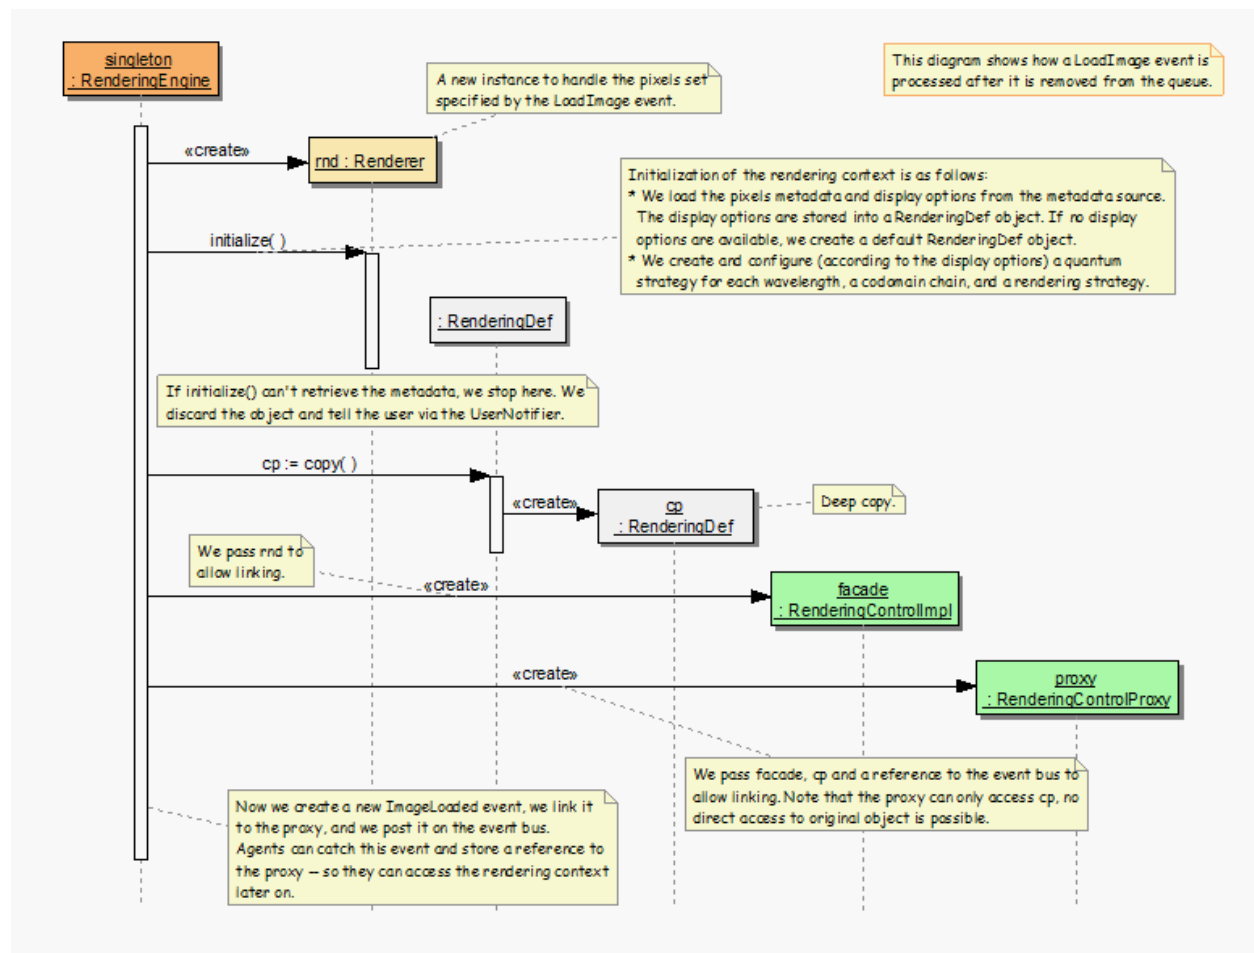 singleton
: RenderingEngine
This diagram shows how a LoadImage event is
processed after it is removed from the queue.
A new instance to handle the pixels set
specified by the LoadImage event.
«create»
rnd : Renderer
Initialization of the rendering context is as follows:
* We load the pixels metadata and display options from the metadata source.
The display options are stored into a RenderingDef object. If no display
options are available, we create a default RenderingDef object.
* We create and configure (according to the display options) a quantum
strategy for each wavelength, a codomain chain, and a rendering strategy.
initialize( )
: RenderingDef
If initialize() can't retrieve the metadata, we stop here. We
discard the object and tell the user via the UserNotifier.
cp := copy( )
«create»
cp
: RenderingDef
Deep copy.
We pass rnd to
allow linking.
«create»
facade
: RenderingControlImpl
«create»
proxy
: RenderingControlProxy
We pass facade, cp and a reference to the event bus to
allow linking. Note that the proxy can only access cp, no
direct access to original object is possible.
Now we create a new ImageLoaded event, we link it
to the proxy, and we post it on the event bus.
Agents can catch this event and store a reference to
the proxy -- so they can access the rendering context
later on.